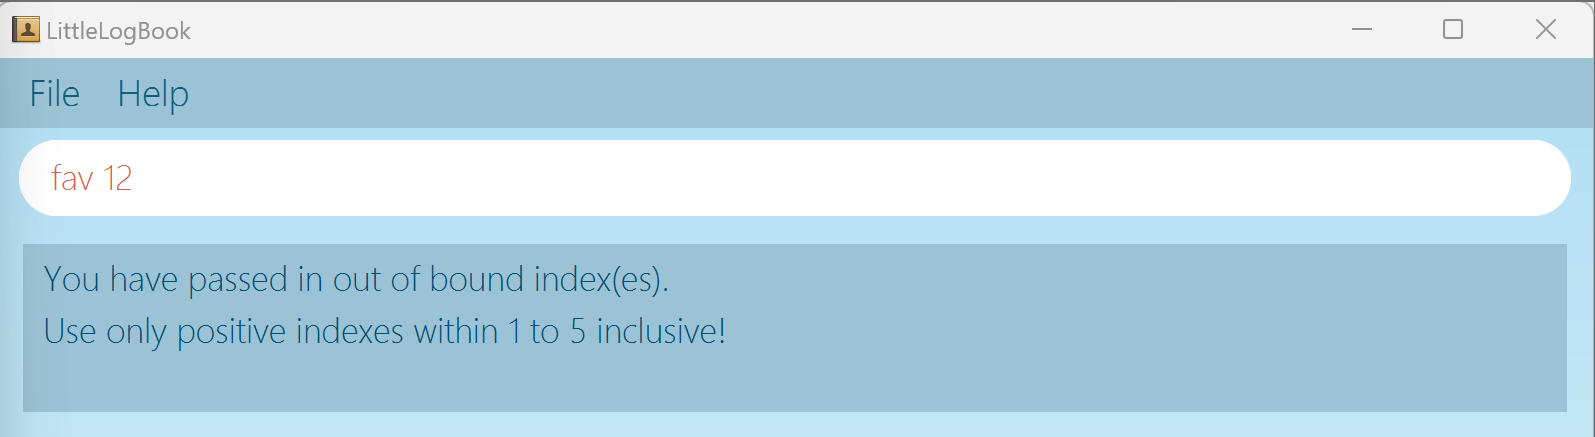 LittleLogBook
File Help
fav 12
You have passed in out of bound index(es).
Use only positive indexes within 1 to 5 inclusive!